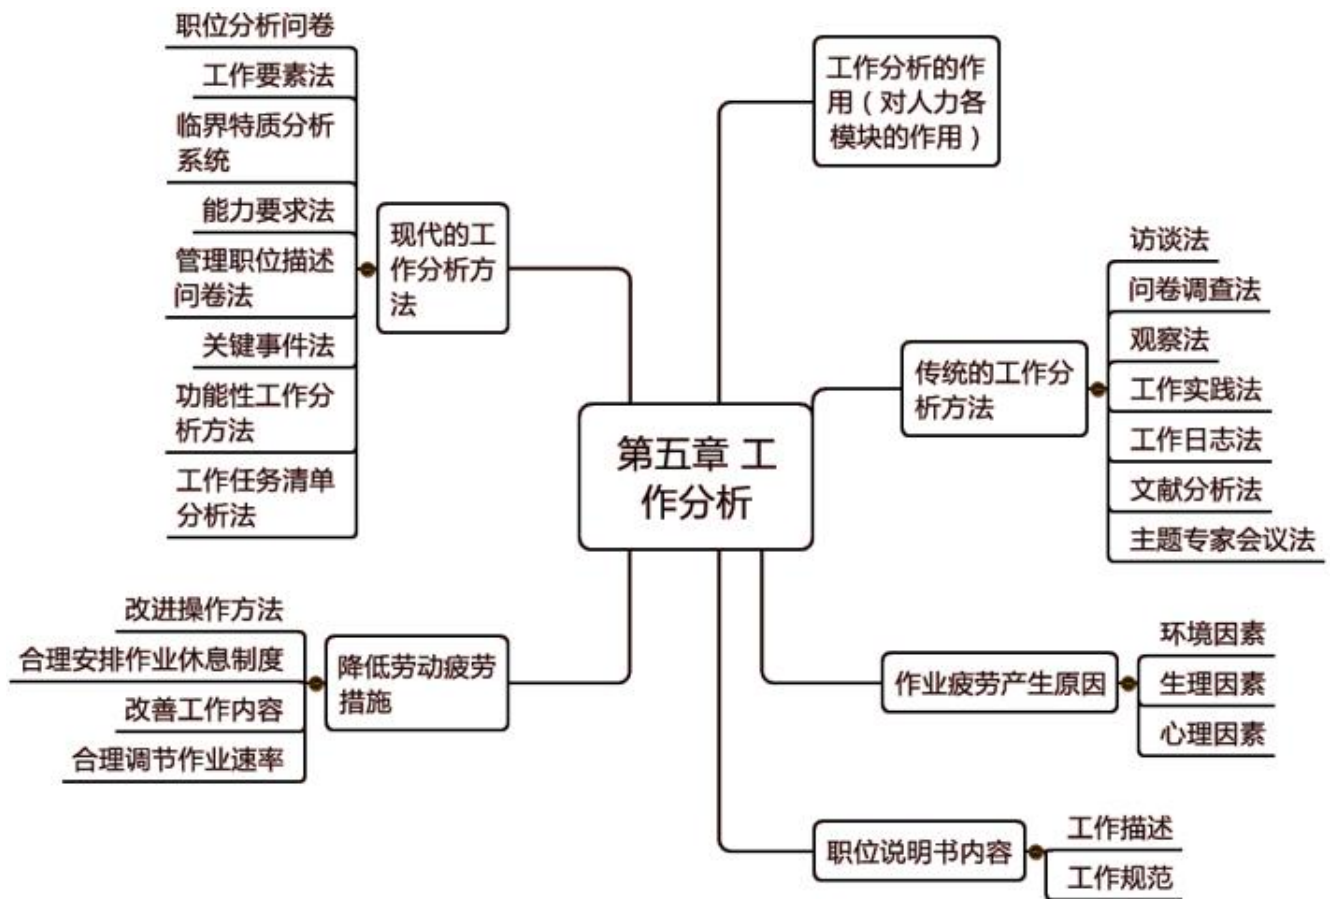 第五章 工
作分析
工作分析的作
用（对人力各
模块的作用）
传统的工作分
析方法
访谈法
问卷调查法
观察法
工作实践法
工作日志法
文献分析法
主题专家会议法
作业疲劳产生原因
环境因素
生理因素
心理因素
职位说明书内容
工作描述
工作规范
现代的工
作分析方
法
职位分析问卷
工作要素法
临界特质分析
系统
能力要求法
管理职位描述
问卷法
关键事件法
功能性工作分
析方法
工作任务清单
分析法
降低劳动疲劳
措施
改进操作方法
合理安排作业休息制度
改善工作内容
合理调节作业速率